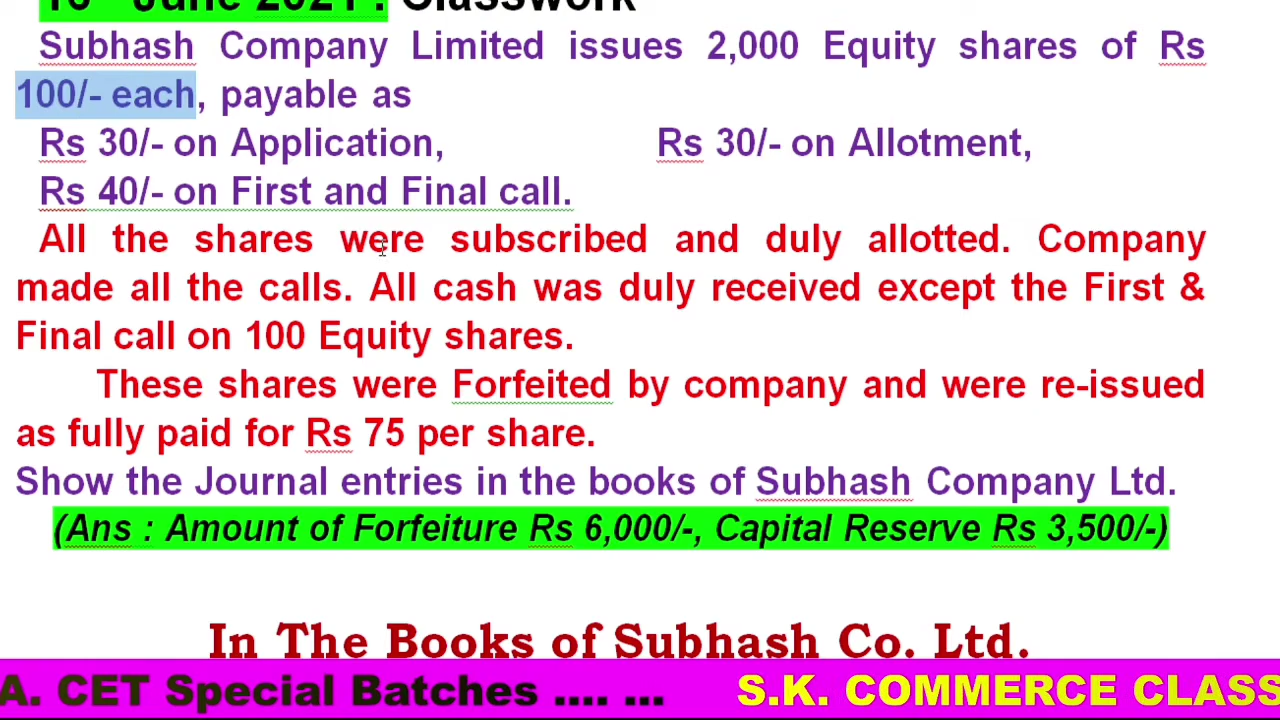 June 2021 : Classwork
Subhash Company Limited issues 2,000 Equity shares of Rs
100/- each, payable as
Rs 30/- on Application, Rs 30/- on Allotment,
Rs 40/- on First and Final call.
All the shares were subscribed and duly allotted. Company
made all the calls. All cash was duly received except the First &
Final call on 100 Equity shares.
These shares were Forfeited by company and were re-issued
as fully paid for Rs 75 per share.
Show the Journal entries in the books of Subhash Company Ltd.
(Ans : Amount of Forfeiture Rs 6,000/-, Capital Reserve Rs 3,500/-)
In The Books of Subhash Co. Ltd.
A. CET Special Batches .... ... S.K. COMMERCE CLASS